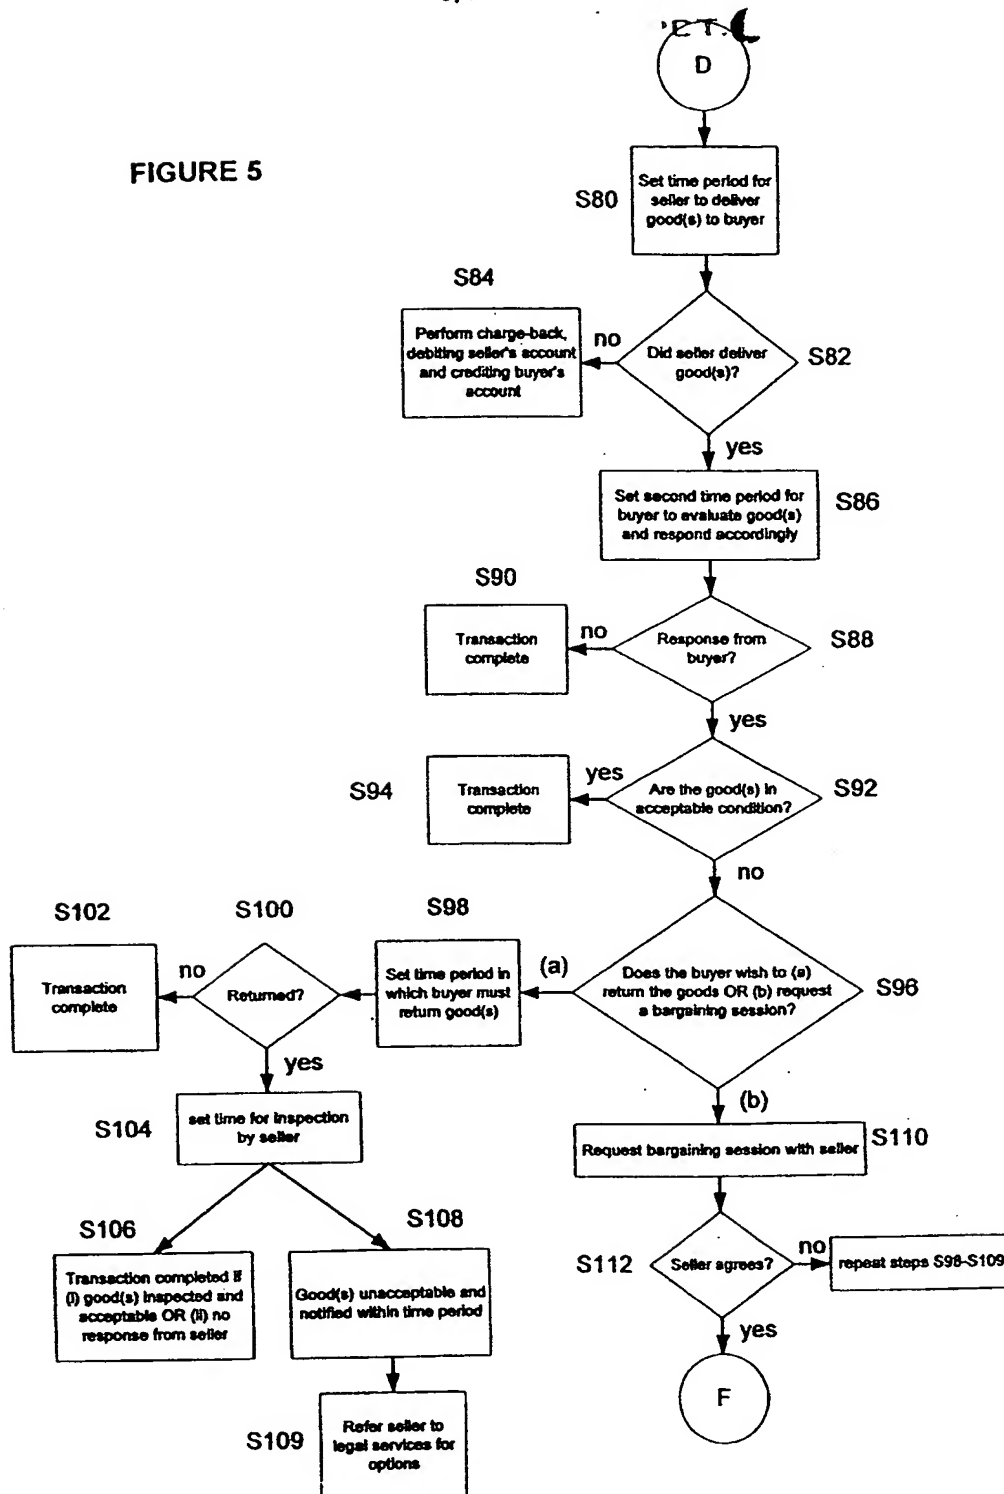 D
FIGURE 5
S80
Set time period for
seller to deliver
good(s) to buyer
S84
Perform charge-back,
debiting seller's account
and crediting buyer's
account
no
Did seller deliver
good(s)?
S82
yes
Set second time period for
buyer to evaluate good(s)
and respond accordingly
S86
S90
Transaction
complete
no
Response from
buyer?
S88
yes
S94
Transaction
complete
yes
Are the good(s) in
acceptable condition?
S92
no
S102
S100
S98
Transaction
complete
no
Returned?
Set time period in
which buyer must
return good(s)
(a)
Does the buyer wish to (a)
return the goods OR (b) request
a bargaining session?
S96
yes
(b)
S104
set time for inspection
by seller
Request bargaining session with seller
S110
S106
S108
Transaction completed if
(i) good(s) inspected and
acceptable OR (ii) no
response from seller
Good(s) unacceptable and
notified within time period
S112
Seller agrees?
no
repeat steps S98-S109
yes
F
S109
Refer seller to
legal services for
options